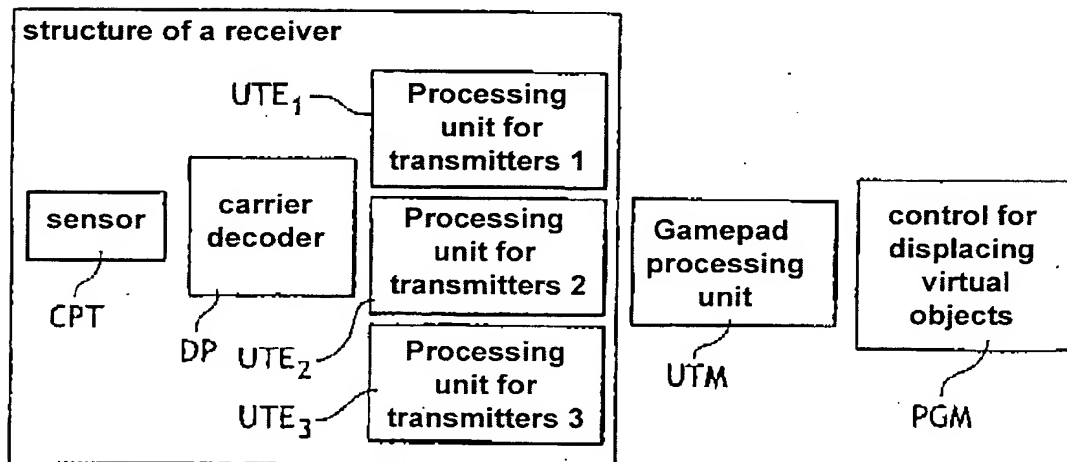 structure of a receiver
UTE1
Processing
unit for
transmitters 1
sensor
carrier
decoder
Processing
unit for
transmitters 2
Gamepad
processing
unit
control for
displacing
virtual
objects
CPT
DP
UTE2
Processing
unit for
transmitters 3
UTE3
UTM
PGM